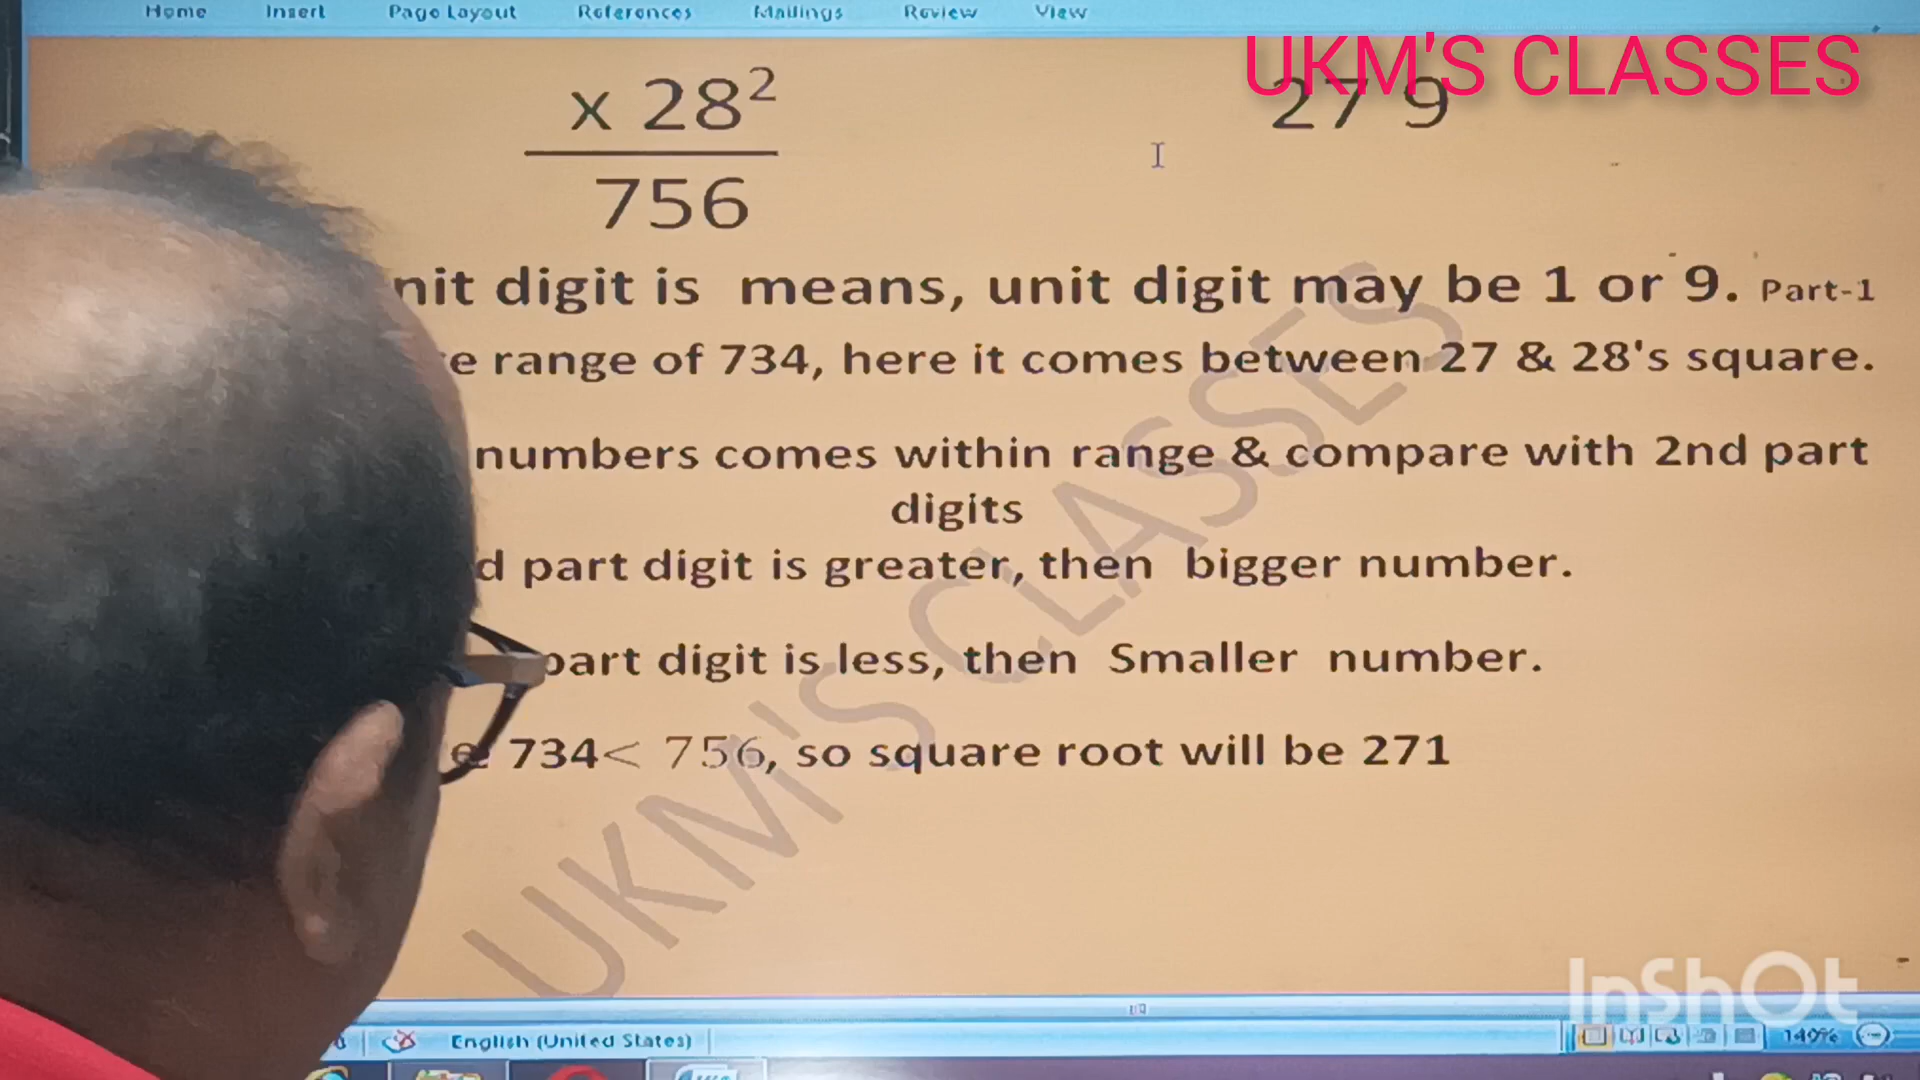 Home Insert Page Layout References Mailings Review View
UKM'S CLASSES
x 28²
27 9
756
nit digit is means, unit digit may be 1 or 9. Part-1
e range of 734, here it comes between 27 & 28's square.
numbers comes within range & compare with 2nd part
digits
d part digit is greater, then bigger number.
part digit is less, then Smaller number.
e 734< 756, so square root will be 271
UKM'S CLASSES
InShOt
English (United States)
140%